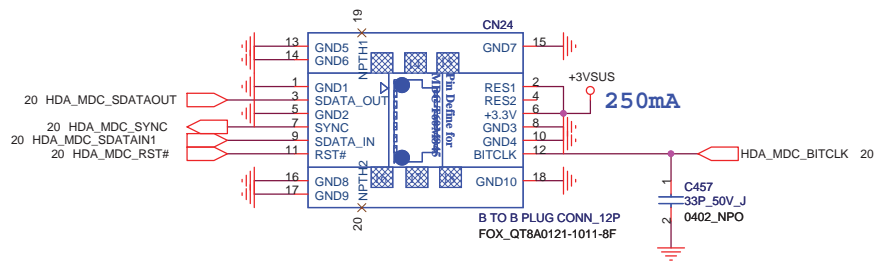 CN24
19
NPTH1
13 GND5 GND7 15
14 GND6
1 GND1 RES1 2
20 HDA_MDC_SDATAOUT 3 SDATA_OUT RES2 4
5 GND2 +3.3V 6
+3VSUS
250mA
20 HDA_MDC_SYNC 7 SYNC GND3 8
20 HDA_MDC_SDATAIN1 9 SDATA_IN GND4 10
20 HDA_MDC_RST# 11 RST# BITCLK 12
HDA_MDC_BITCLK 20
Pin Define for
16 GND8 GND10 18
17 GND9
NPTH2
20
B TO B PLUG CONN_12P
FOX_QT8A0121-1011-8F
1
C457
33P_50V_J
2
0402_NPO